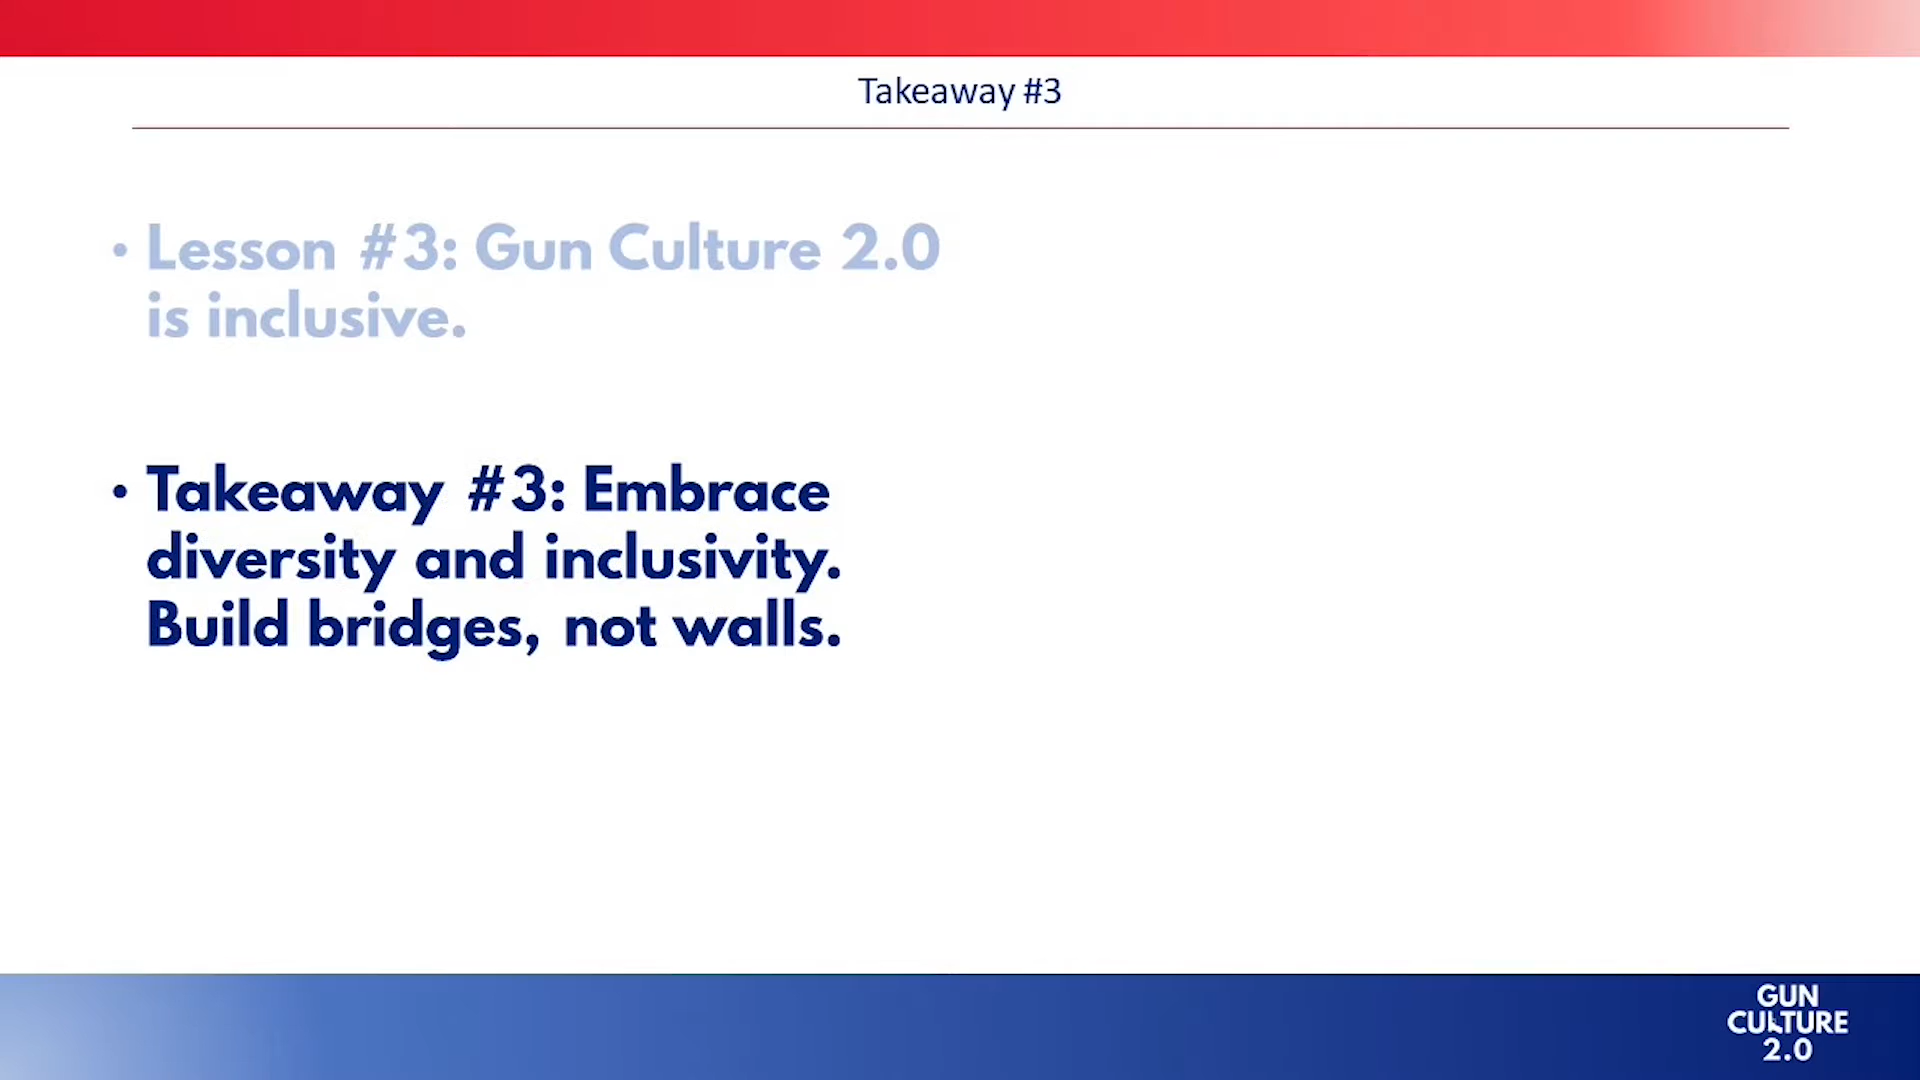 Takeaway #3
• Lesson #3: Gun Culture 2.0
is inclusive.
• Takeaway #3: Embrace
diversity and inclusivity.
Build bridges, not walls.
GUN
CULTURE
2.0